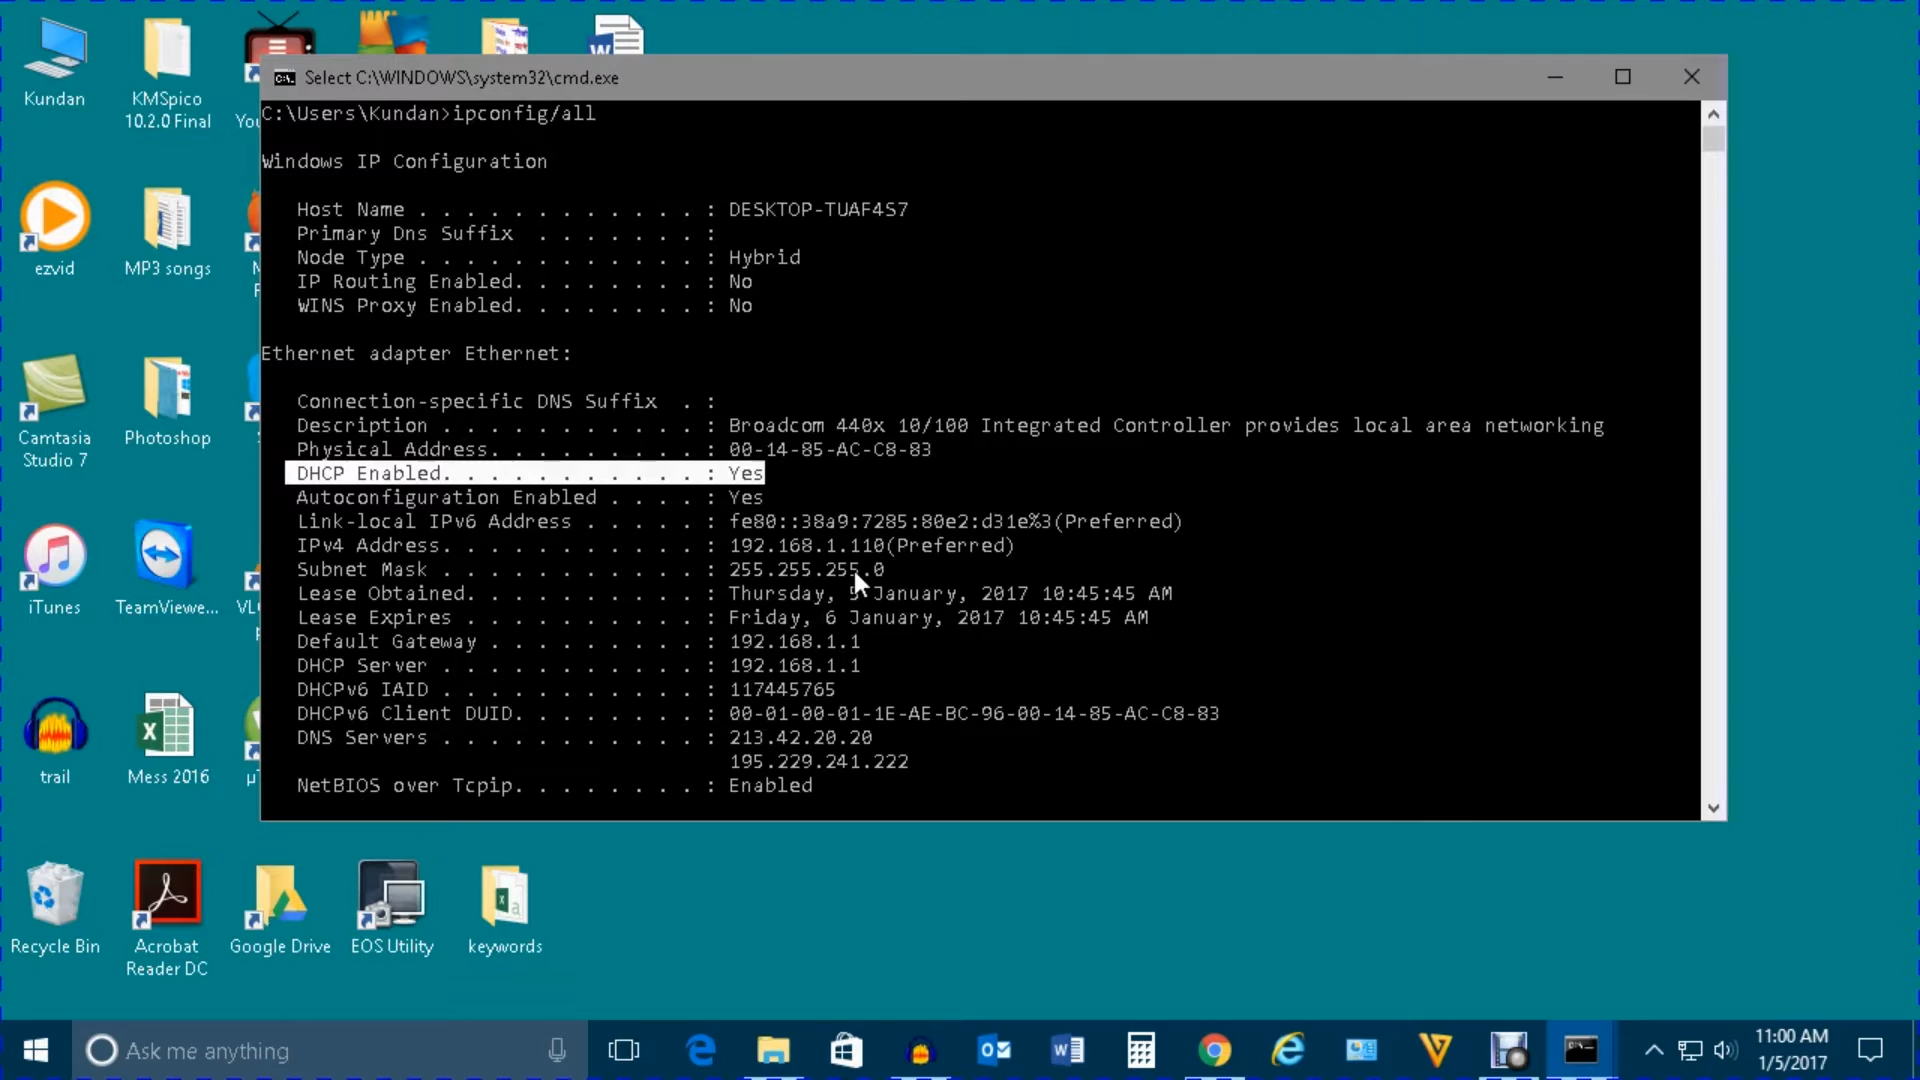 Select C:\WINDOWS\system32\cmd.exe
C:\Users\Kundan>ipconfig/all
Windows IP Configuration
Host Name . . . . . . . . . . . . : DESKTOP-TUAF4S7
Primary Dns Suffix  . . . . . . . :
Node Type . . . . . . . . . . . . : Hybrid
IP Routing Enabled. . . . . . . . : No
WINS Proxy Enabled. . . . . . . . : No
Ethernet adapter Ethernet:
Connection-specific DNS Suffix  . :
Description . . . . . . . . . . . : Broadcom 440x 10/100 Integrated Controller provides local area networking
Physical Address. . . . . . . . . : 00-14-85-AC-C8-83
DHCP Enabled. . . . . . . . . . . : Yes
Autoconfiguration Enabled . . . . : Yes
Link-local IPv6 Address . . . . . : fe80::38a9:7285:80e2:d31e%3(Preferred)
IPv4 Address. . . . . . . . . . . : 192.168.1.110(Preferred)
Subnet Mask . . . . . . . . . . . : 255.255.255.0
Lease Obtained. . . . . . . . . . : Thursday, 5 January, 2017 10:45:45 AM
Lease Expires . . . . . . . . . . : Friday, 6 January, 2017 10:45:45 AM
Default Gateway . . . . . . . . . : 192.168.1.1
DHCP Server . . . . . . . . . . . : 192.168.1.1
DHCPv6 IAID . . . . . . . . . . . : 117445765
DHCPv6 Client DUID. . . . . . . . : 00-01-00-01-1E-AE-BC-96-00-14-85-AC-C8-83
DNS Servers . . . . . . . . . . . : 213.42.20.20
195.229.241.222
NetBIOS over Tcpip. . . . . . . . : Enabled
Kundan
KMSpico
10.2.0 Final
You
ezvid
MP3 songs
Camtasia
Studio 7
Photoshop
iTunes
TeamViewe...
VL
trail
Mess 2016
Recycle Bin
Acrobat
Reader DC
Google Drive
EOS Utility
keywords
Ask me anything
11:00 AM
1/5/2017